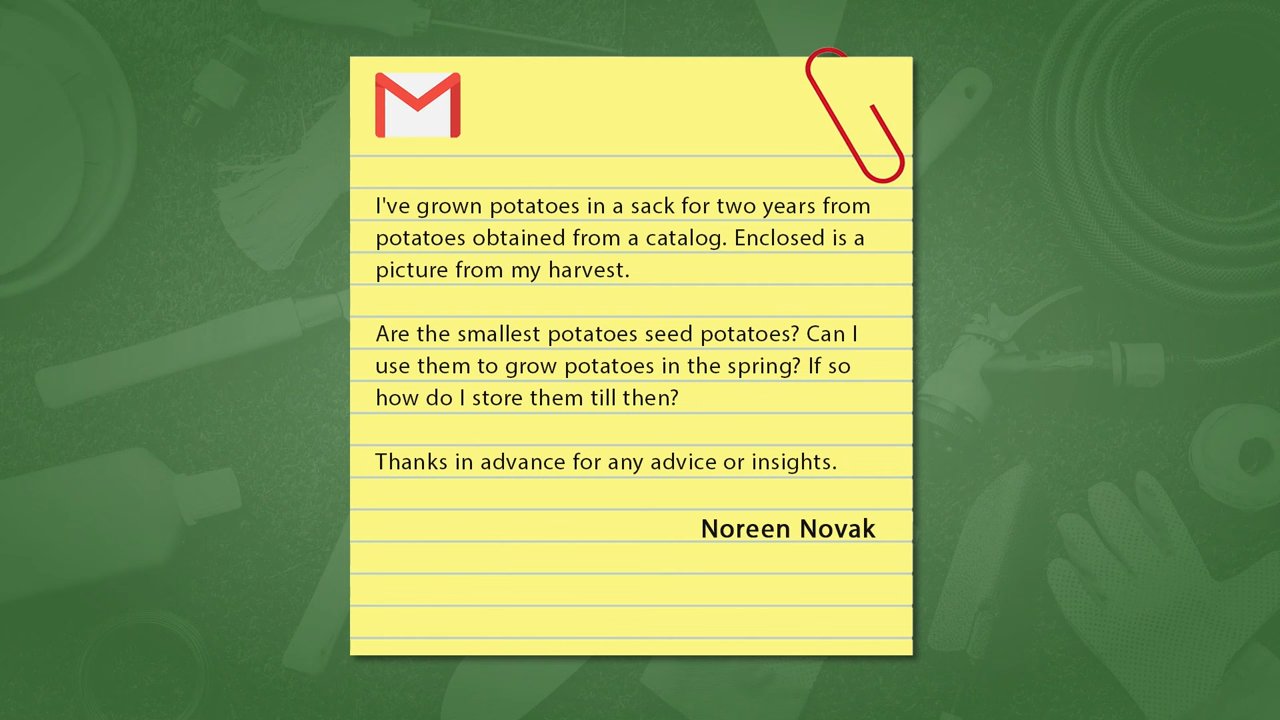 I've grown potatoes in a sack for two years from
potatoes obtained from a catalog. Enclosed is a
picture from my harvest.
Are the smallest potatoes seed potatoes? Can I
use them to grow potatoes in the spring? If so
how do I store them till then?
Thanks in advance for any advice or insights.
Noreen Novak